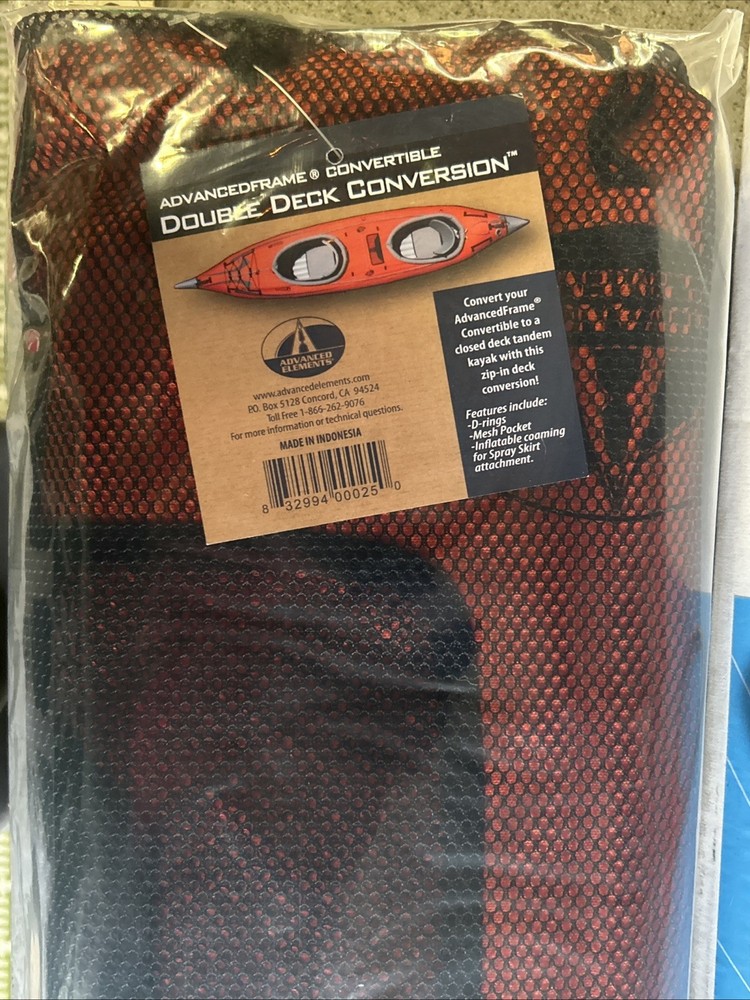 ADVANCEDFRAME® CONVERTIBLE
DOUBLE DECK CONVERSION™
ADVANCED
ELEMENTS®
www.advancedelements.com
P.O. Box 5128 Concord, CA 94524
Toll Free 1-866-262-9076
For more information or technical questions.
MADE IN INDONESIA
8 32994 00025 0
Convert your
AdvancedFrame®
Convertible to a
closed deck tandem
kayak with this
zip-in deck
conversion!
Features include:
-D-rings
-Mesh Pocket
-Inflatable coaming
for Spray Skirt
attachment.